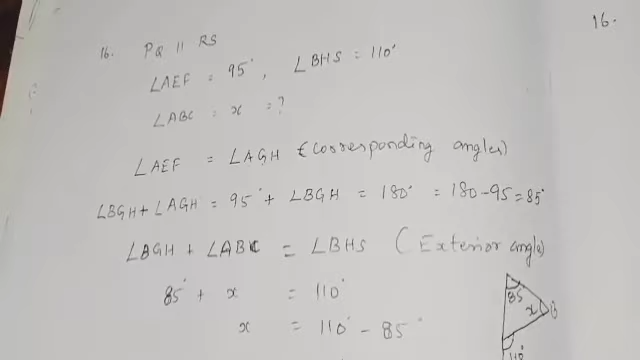 16.
16. PQ || RS
∠AEF = 95°, ∠BHS = 110°
∠ABC = x = ?
∠AEF = ∠AGH (corresponding angles)
∠BGH + ∠AGH = 95° + ∠BGH = 180° = 180-95 = 85°
∠BGH + ∠ABC = ∠BHS (Exterior angle)
85° + x = 110°
x = 110° - 85°
85
x B
110°